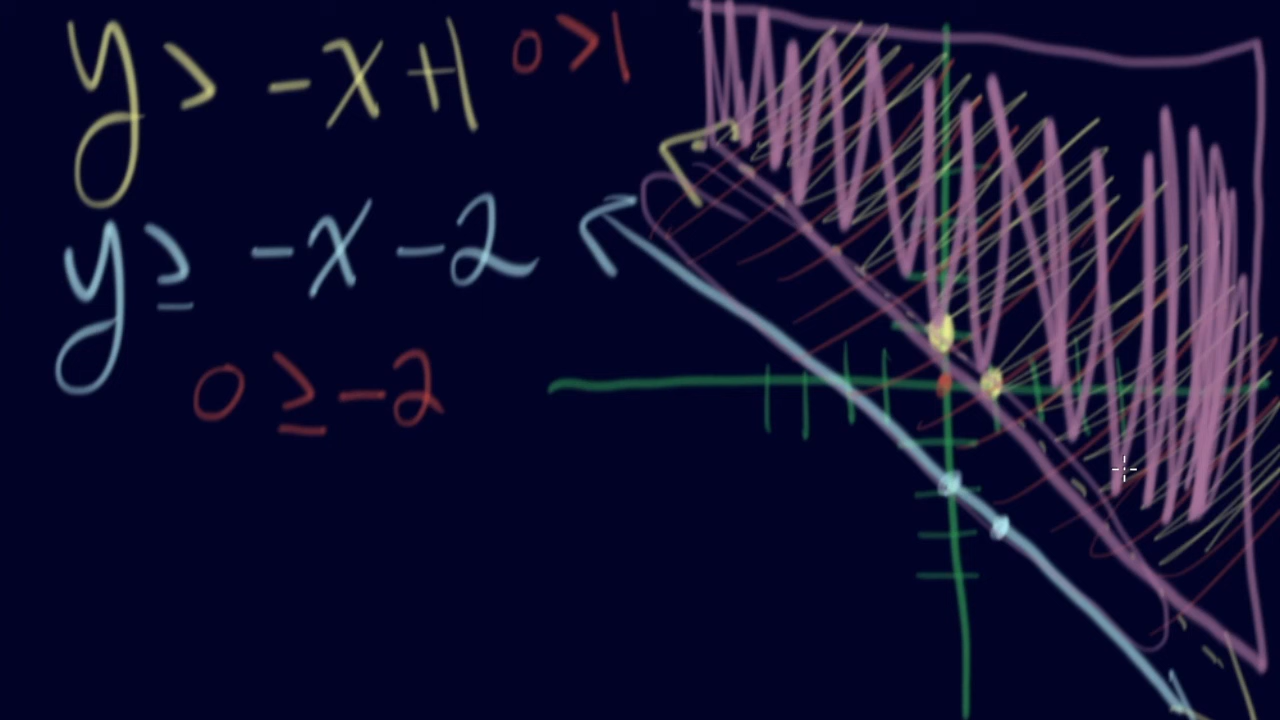 y > -x + 1 0 > 1
y ≥ -x - 2
0 ≥ -2